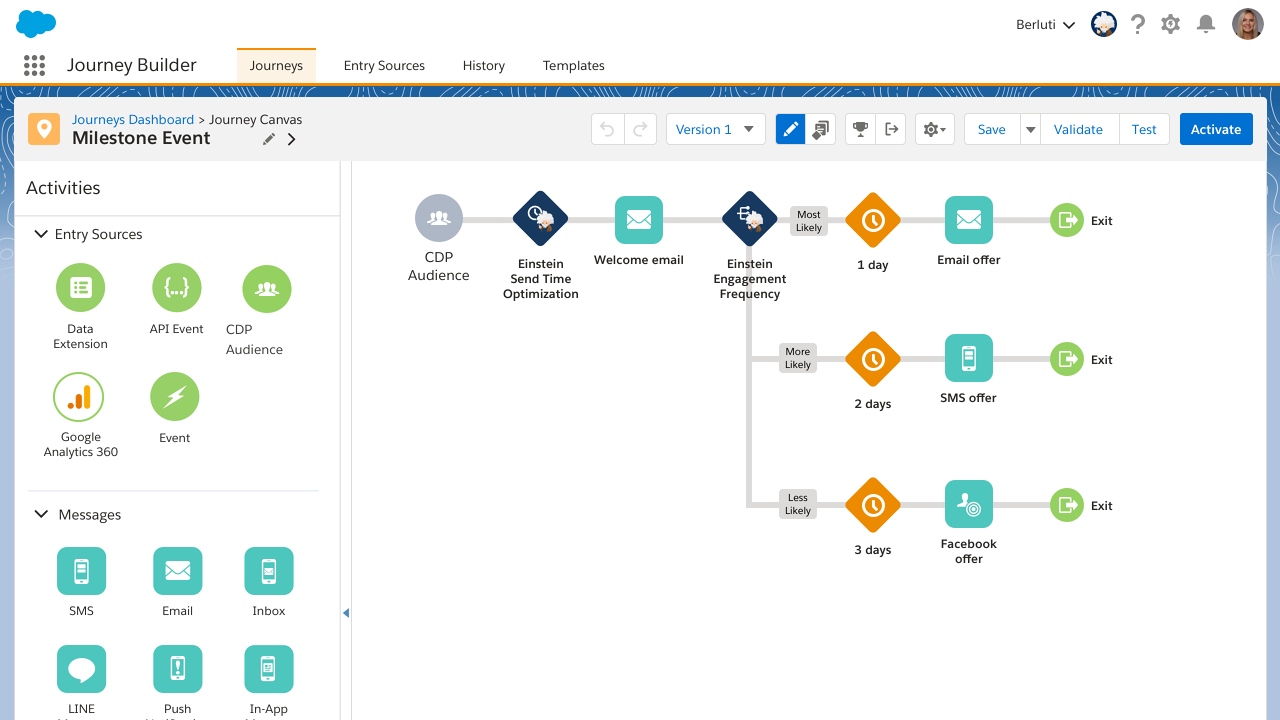 Berluti
Journey Builder
Journeys
Entry Sources
History
Templates
Journeys Dashboard > Journey Canvas
Milestone Event
Version 1
Save
Validate
Test
Activate
Activities
Entry Sources
Data
Extension
API Event
CDP
Audience
Google
Analytics 360
Event
Messages
SMS
Email
Inbox
LINE
Push
In-App
CDP
Audience
Einstein
Send Time
Optimization
Welcome email
Einstein
Engagement
Frequency
Most
Likely
1 day
Email offer
Exit
More
Likely
2 days
SMS offer
Exit
Less
Likely
3 days
Facebook
offer
Exit